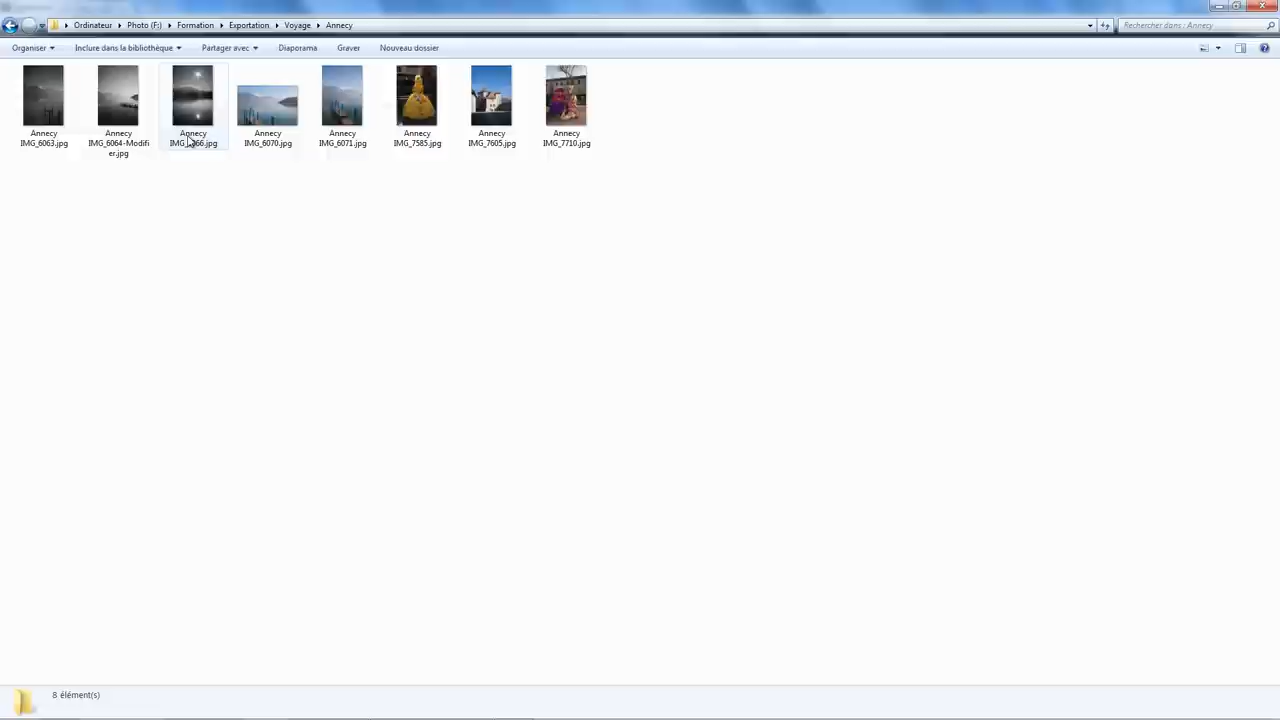 Ordinateur ▸ Photo (F:) ▸ Formation ▸ Exportation ▸ Voyage ▸ Annecy
Rechercher dans : Annecy
Organiser Inclure dans la bibliothèque Partager avec Diaporama Graver Nouveau dossier
Annecy
IMG_6063.jpg
Annecy
IMG_6064-Modifi
er.jpg
Annecy
Annecy
IMG_6070.jpg
Annecy
IMG_6071.jpg
Annecy
IMG_7585.jpg
Annecy
IMG_7605.jpg
Annecy
IMG_7710.jpg
8 élément(s)